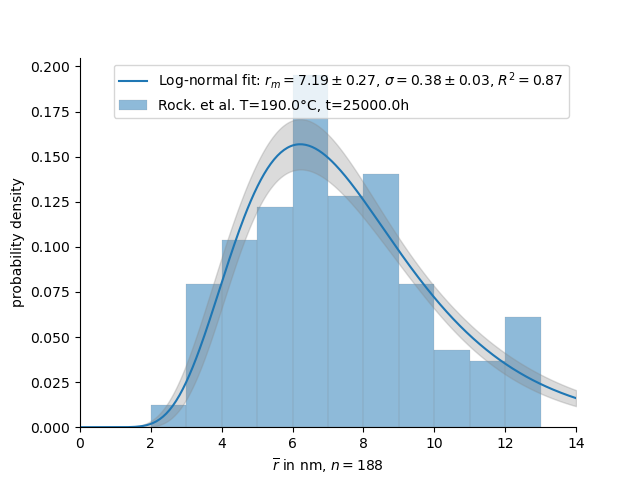 Log-normal fit: r_m = 7.19 ± 0.27, σ = 0.38 ± 0.03, R² = 0.87
Rock. et al. T=190.0°C, t=25000.0h
probability density
0.200
0.175
0.150
0.125
0.100
0.075
0.050
0.025
0.000
0 2 4 6 8 10 12 14
r̅ in nm, n = 188